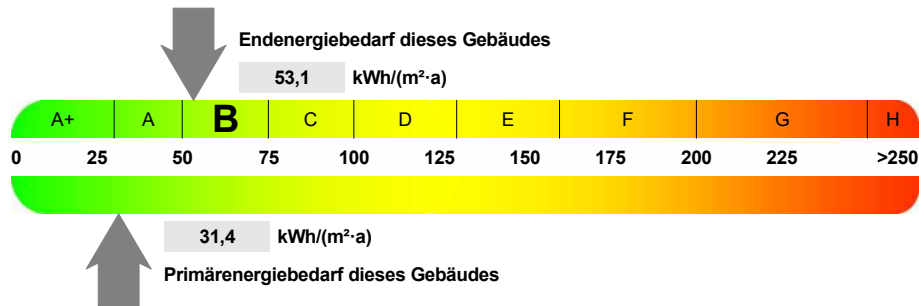 Endenergiebedarf dieses Gebäudes
53,1 kWh/(m²·a)
A+ A B C D E F G H
0 25 50 75 100 125 150 175 200 225 >250
31,4 kWh/(m²·a)
Primärenergiebedarf dieses Gebäudes